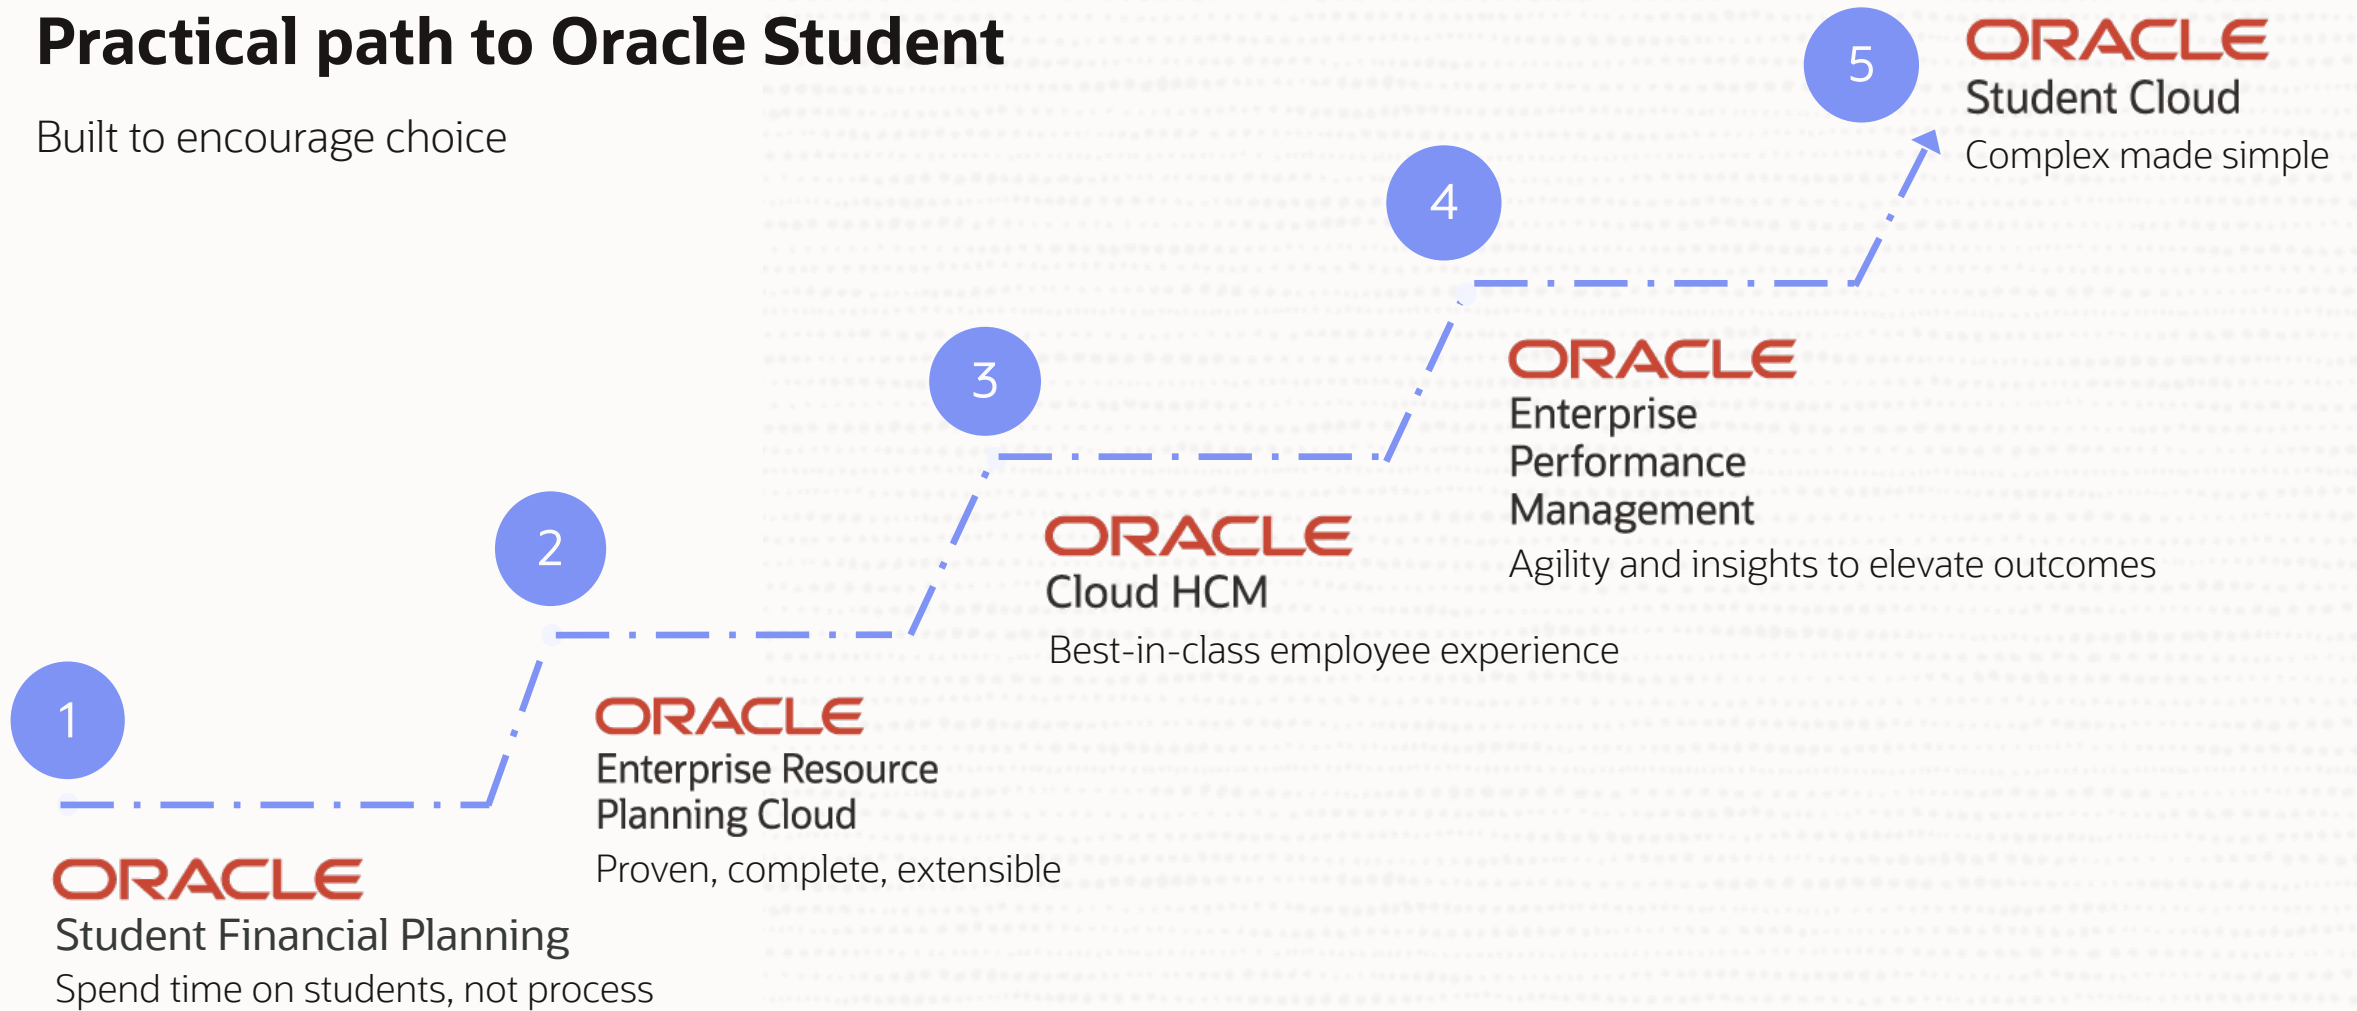 Practical path to Oracle Student
Built to encourage choice
1
ORACLE
Student Financial Planning
Spend time on students, not process
2
ORACLE
Enterprise Resource
Planning Cloud
Proven, complete, extensible
3
ORACLE
Cloud HCM
Best-in-class employee experience
4
ORACLE
Enterprise
Performance
Management
Agility and insights to elevate outcomes
5
ORACLE
Student Cloud
Complex made simple